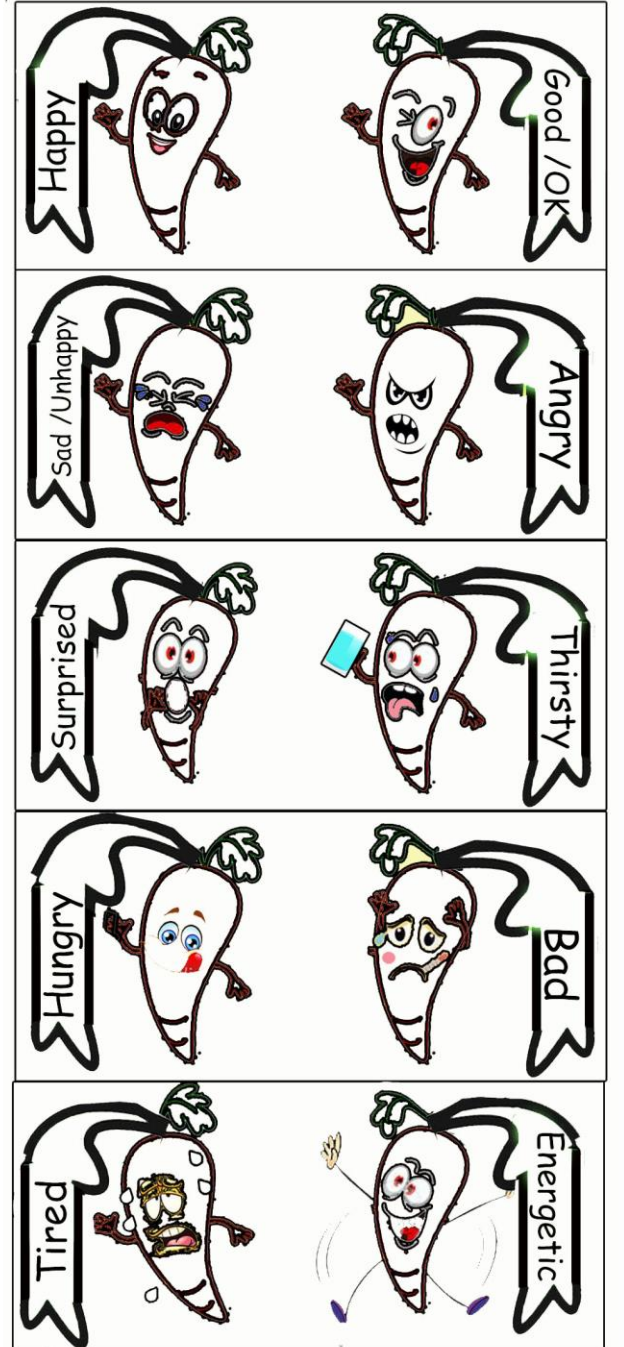 Happy
Good /OK
Sad /Unhappy
Angry
Surprised
Thirsty
Hungry
Bad
Tired
Energetic